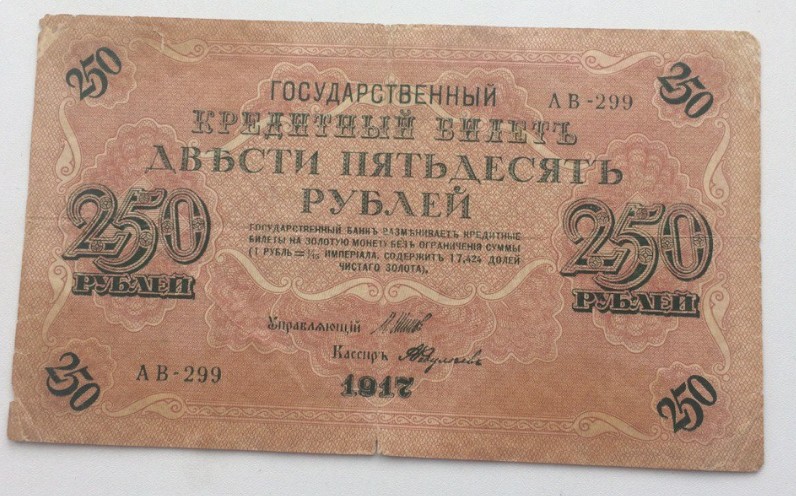 250
250
ГОСУДАРСТВЕННЫЙ
АВ-299
КРЕДИТНЫЙ БИЛЕТЪ
ДВѢСТИ ПЯТЬДЕСЯТЪ
РУБЛЕЙ
250
РУБЛЕЙ
250
РУБЛЕЙ
ГОСУДАРСТВЕННЫЙ БАНКЪ РАЗМѢНИВАЕТЪ КРЕДИТНЫЕ
БИЛЕТЫ НА ЗОЛОТУЮ МОНЕТУ БЕЗЪ ОГРАНИЧЕНІЯ СУММЫ
(1 РУБЛЬ = 1/15 ИМПЕРІАЛА, СОДЕРЖИТЪ 17,424 ДОЛЕЙ
ЧИСТАГО ЗОЛОТА).
Управляющій
Кассиръ
250
АВ-299
1917
250